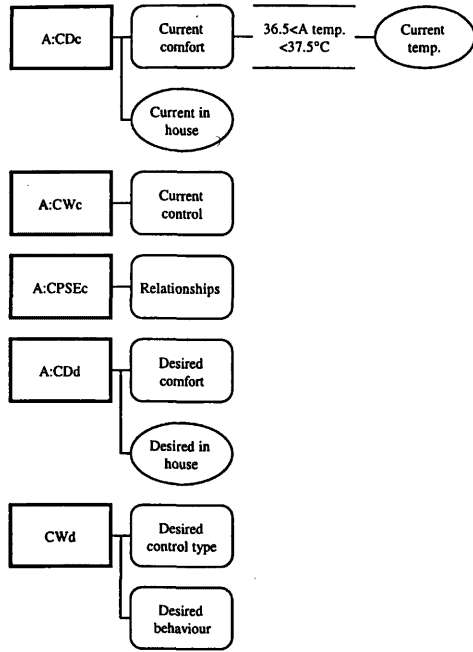 A:CDc
Current
comfort
36.5<A temp.
<37.5°C
Current
temp.
Current in
house
A:CWc
Current
control
A:CPSEc
Relationships
A:CDd
Desired
comfort
Desired in
house
CWd
Desired
control type
Desired
behaviour